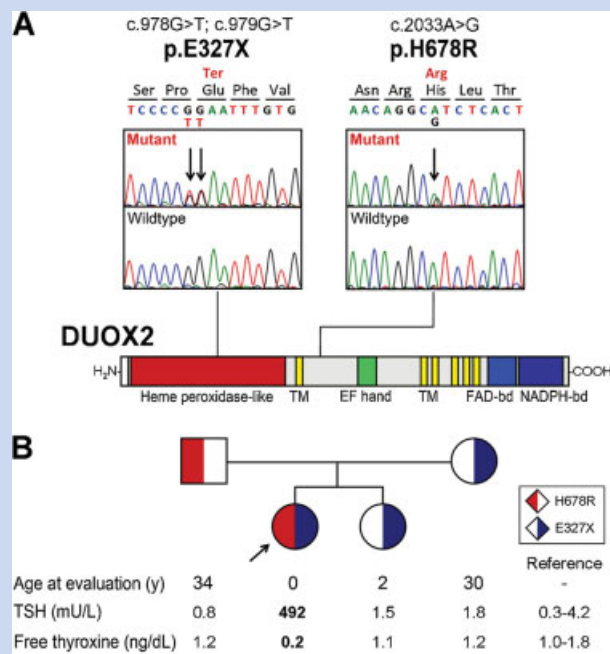 A
c.978G>T; c.979G>T
p.E327X
Ter
Ser Pro Glu Phe Val
T C C C C G G A A T T T G T G
T T
Mutant
Wildtype
c.2033A>G
p.H678R
Arg
Asn Arg His Leu Thr
A A C A G G C A T C T C A C T
G
Mutant
Wildtype
DUOX2
H₂N COOH
Heme peroxidase-like TM EF hand TM FAD-bd NADPH-bd
B
H678R
E327X
Reference
Age at evaluation (y) 34 0 2 30 -
TSH (mU/L) 0.8 492 1.5 1.8 0.3-4.2
Free thyroxine (ng/dL) 1.2 0.2 1.1 1.2 1.0-1.8